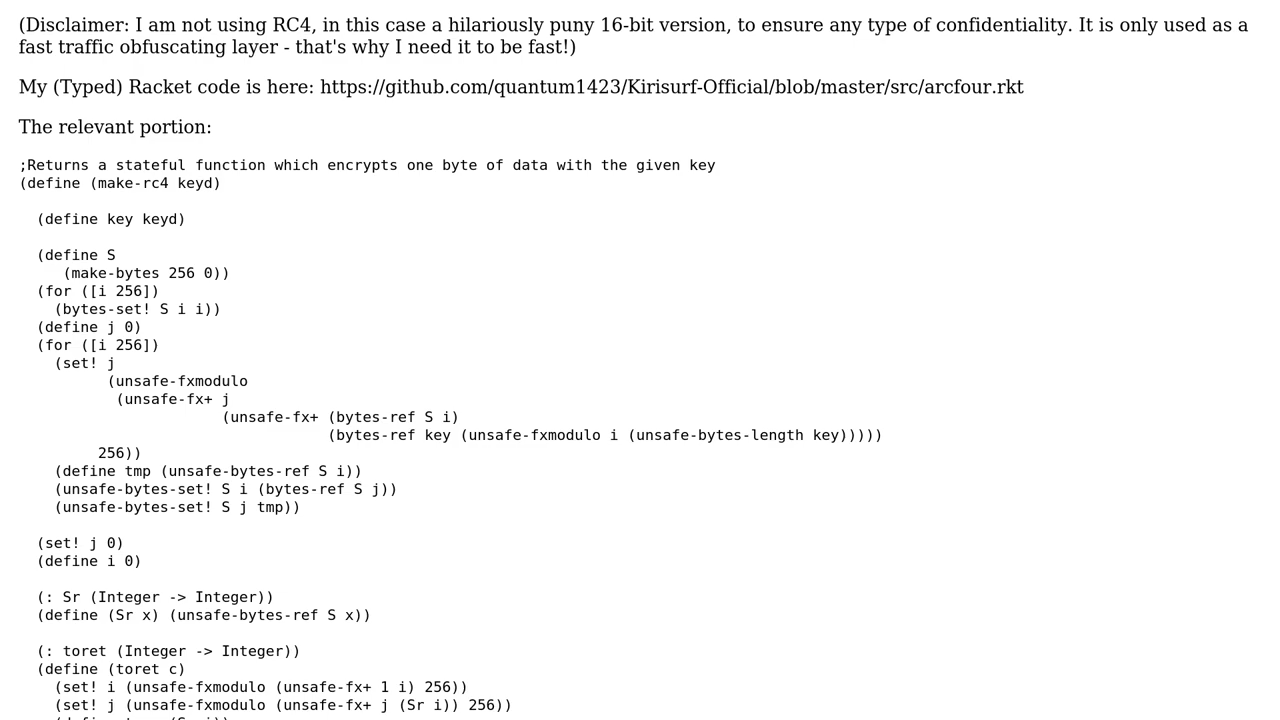 (Disclaimer: I am not using RC4, in this case a hilariously puny 16-bit version, to ensure any type of confidentiality. It is only used as a
fast traffic obfuscating layer - that's why I need it to be fast!)
My (Typed) Racket code is here: https://github.com/quantum1423/Kirisurf-Official/blob/master/src/arcfour.rkt
The relevant portion:
;Returns a stateful function which encrypts one byte of data with the given key
(define (make-rc4 keyd)
  (define key keyd)
  (define S
     (make-bytes 256 0))
  (for ([i 256])
    (bytes-set! S i i))
  (define j 0)
  (for ([i 256])
    (set! j
          (unsafe-fxmodulo
           (unsafe-fx+ j
                       (unsafe-fx+ (bytes-ref S i)
                                   (bytes-ref key (unsafe-fxmodulo i (unsafe-bytes-length key)))))
         256))
    (define tmp (unsafe-bytes-ref S i))
    (unsafe-bytes-set! S i (bytes-ref S j))
    (unsafe-bytes-set! S j tmp))
  (set! j 0)
  (define i 0)
  (: Sr (Integer -> Integer))
  (define (Sr x) (unsafe-bytes-ref S x))
  (: toret (Integer -> Integer))
  (define (toret c)
    (set! i (unsafe-fxmodulo (unsafe-fx+ 1 i) 256))
    (set! j (unsafe-fxmodulo (unsafe-fx+ j (Sr i)) 256))